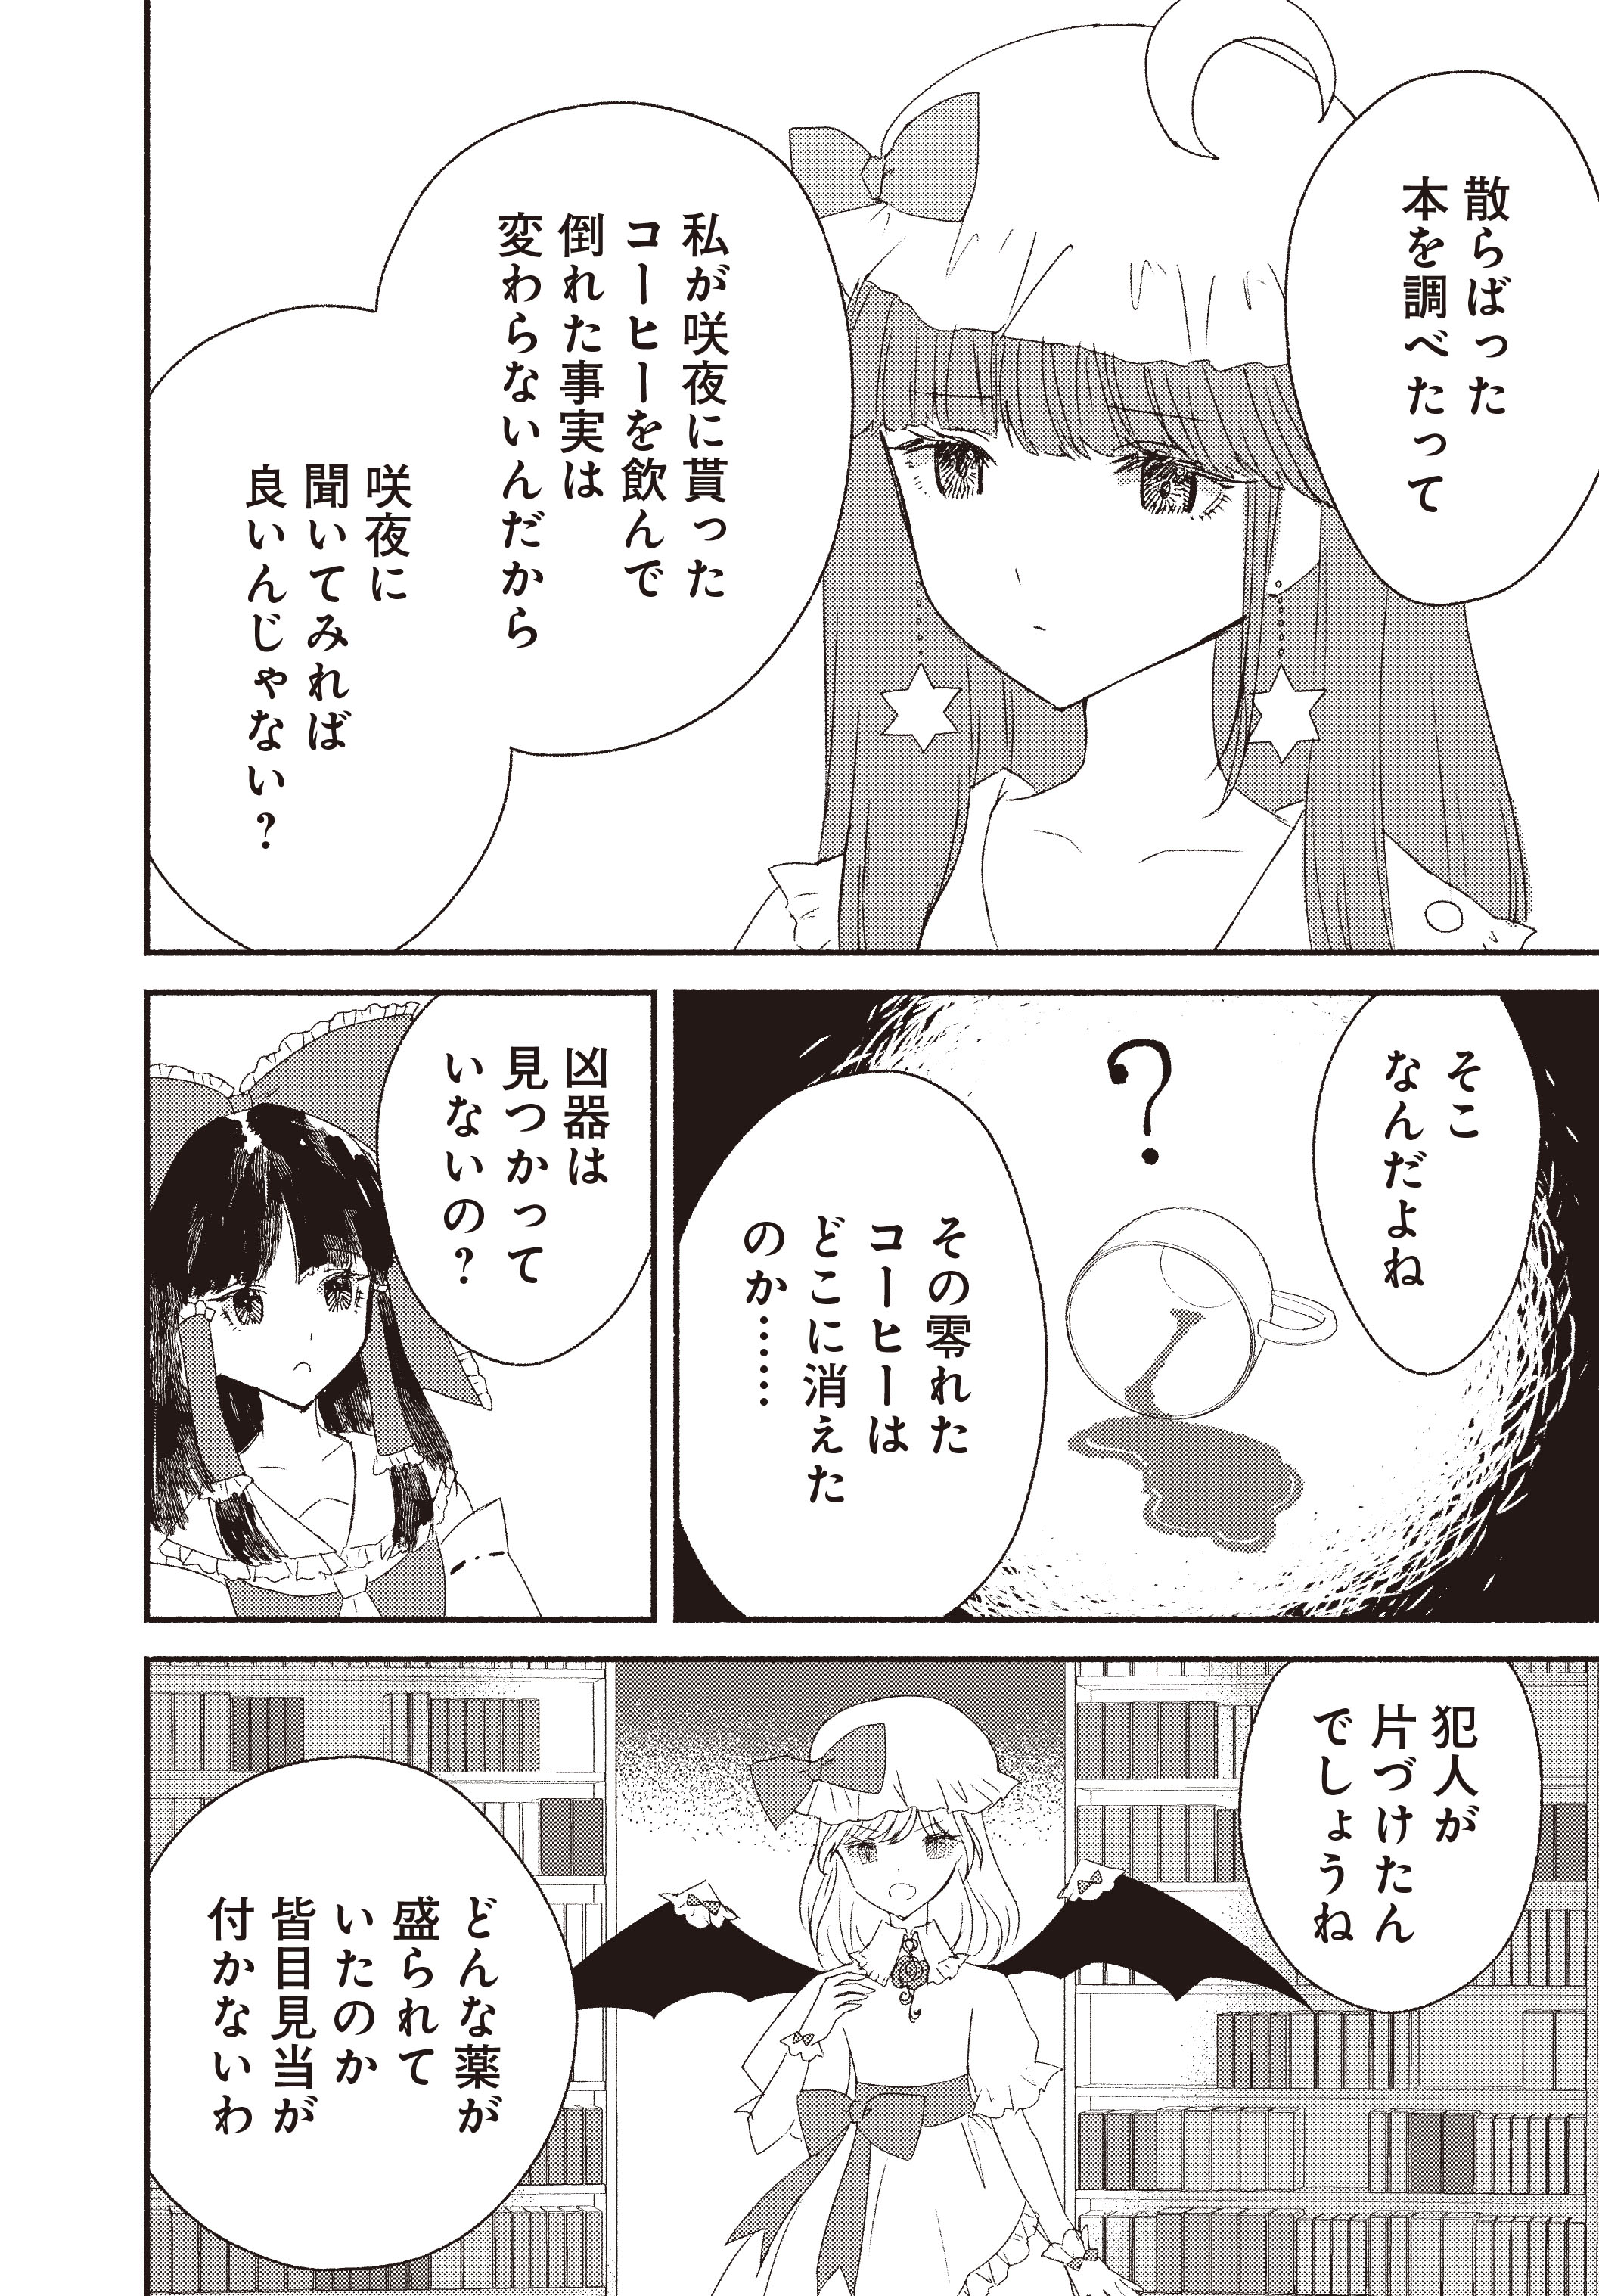 散らばった
本を調べたって
私が咲夜に貰った
コーヒーを飲んで
倒れた事実は
変わらないんだから
咲夜に
聞いてみれば
良いんじゃない?
そこ
なんだよね
?
その零れた
コーヒーは
どこに消えた
のか……
凶器は
見つかって
いないの?
犯人が
片づけたん
でしょうね
どんな薬が
盛られて
いたのか
皆目見当が
付かないわ